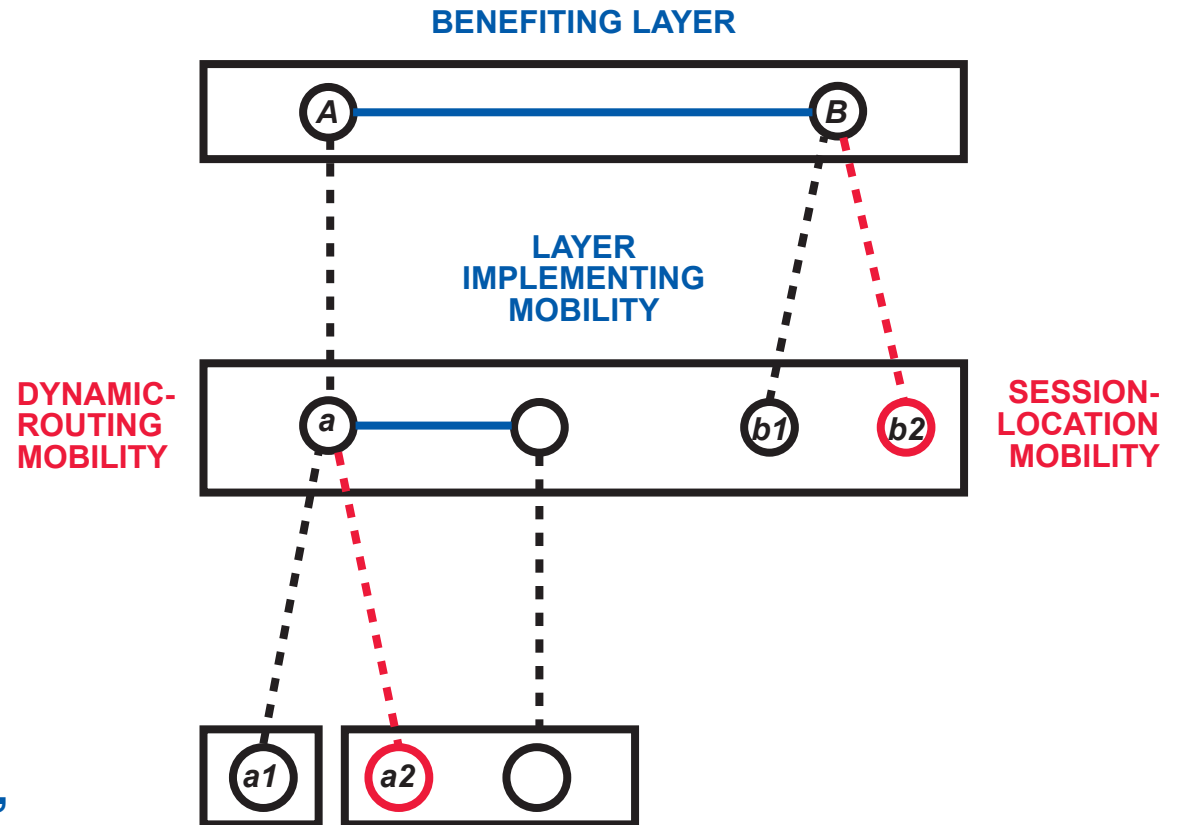 BENEFITING LAYER
A
B
LAYER
IMPLEMENTING
MOBILITY
DYNAMIC-
ROUTING
MOBILITY
a
b1
b2
SESSION-
LOCATION
MOBILITY
a1
a2
,